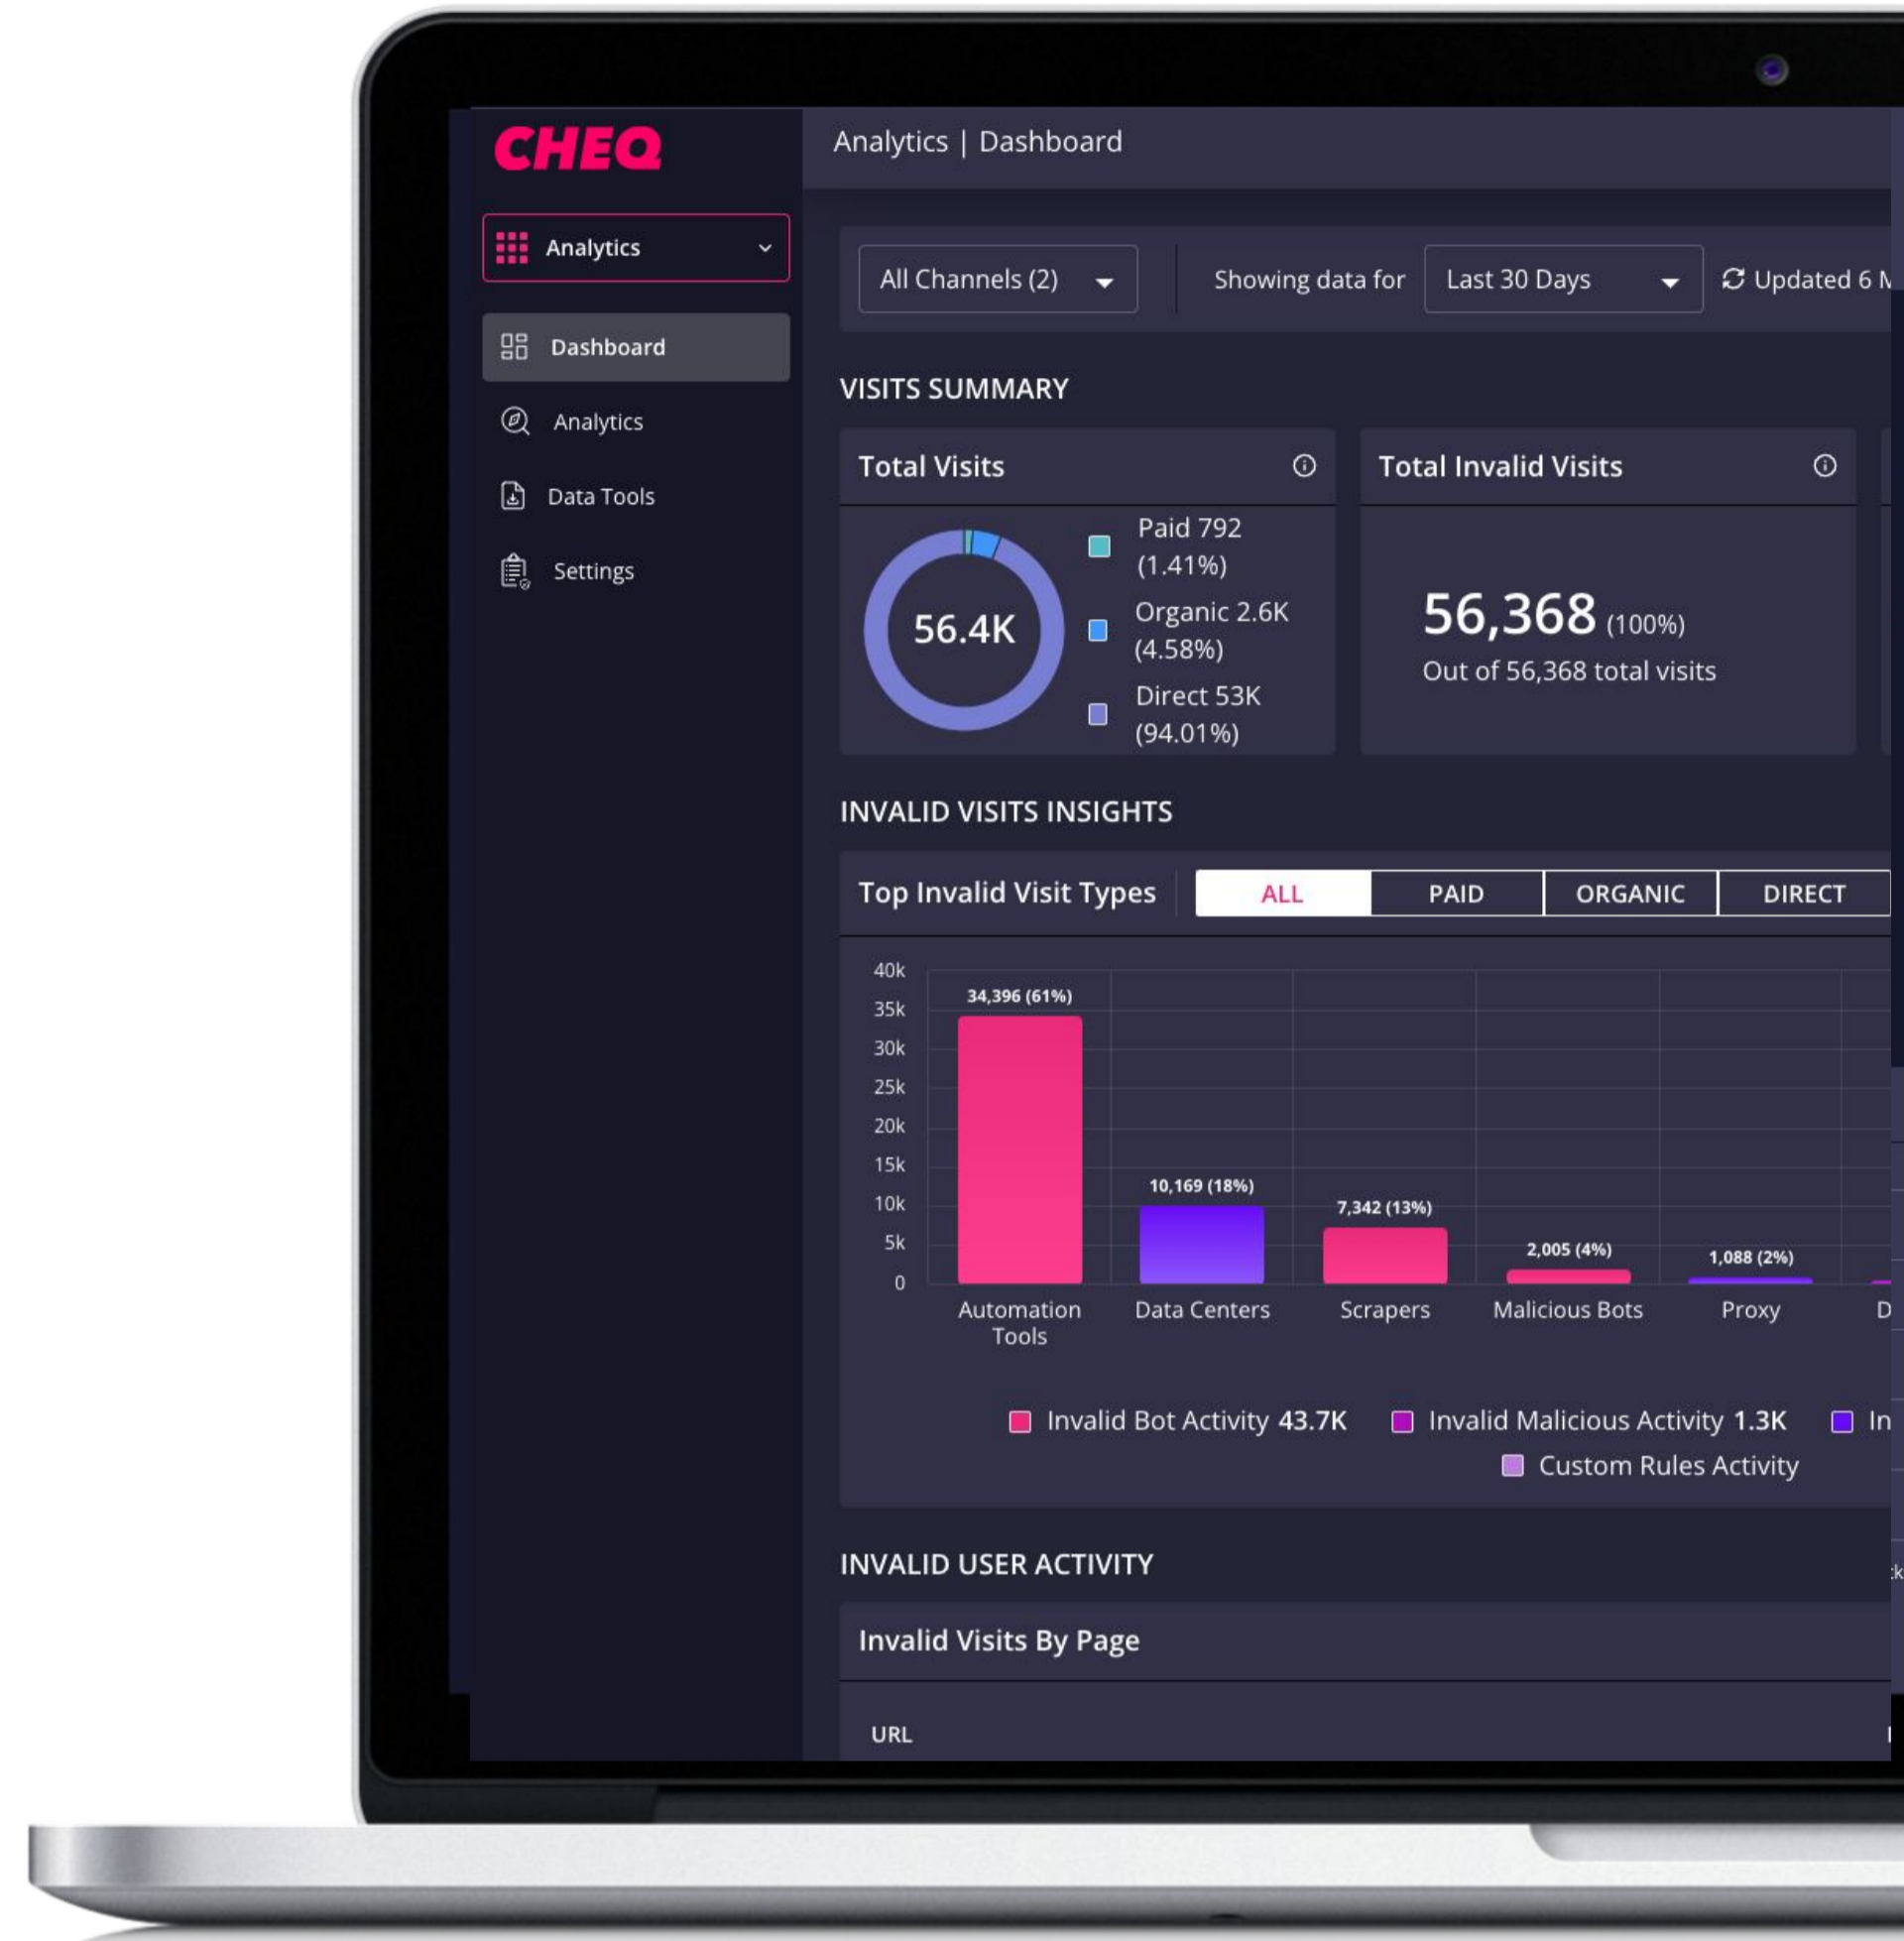 CHEQ
Analytics | Dashboard
Analytics
Dashboard
Analytics
Data Tools
Settings
All Channels (2)
Showing data for
Last 30 Days
Updated 6
VISITS SUMMARY
Total Visits
56.4K
Paid 792
(1.41%)
Organic 2.6K
(4.58%)
Direct 53K
(94.01%)
Total Invalid Visits
56,368 (100%)
Out of 56,368 total visits
INVALID VISITS INSIGHTS
Top Invalid Visit Types
ALL
PAID
ORGANIC
DIRECT
40k
35k
30k
25k
20k
15k
10k
5k
0
34,396 (61%)
10,169 (18%)
7,342 (13%)
2,005 (4%)
1,088 (2%)
Automation
Tools
Data Centers
Scrapers
Malicious Bots
Proxy
Invalid Bot Activity 43.7K
Invalid Malicious Activity 1.3K
Custom Rules Activity
INVALID USER ACTIVITY
Invalid Visits By Page
URL